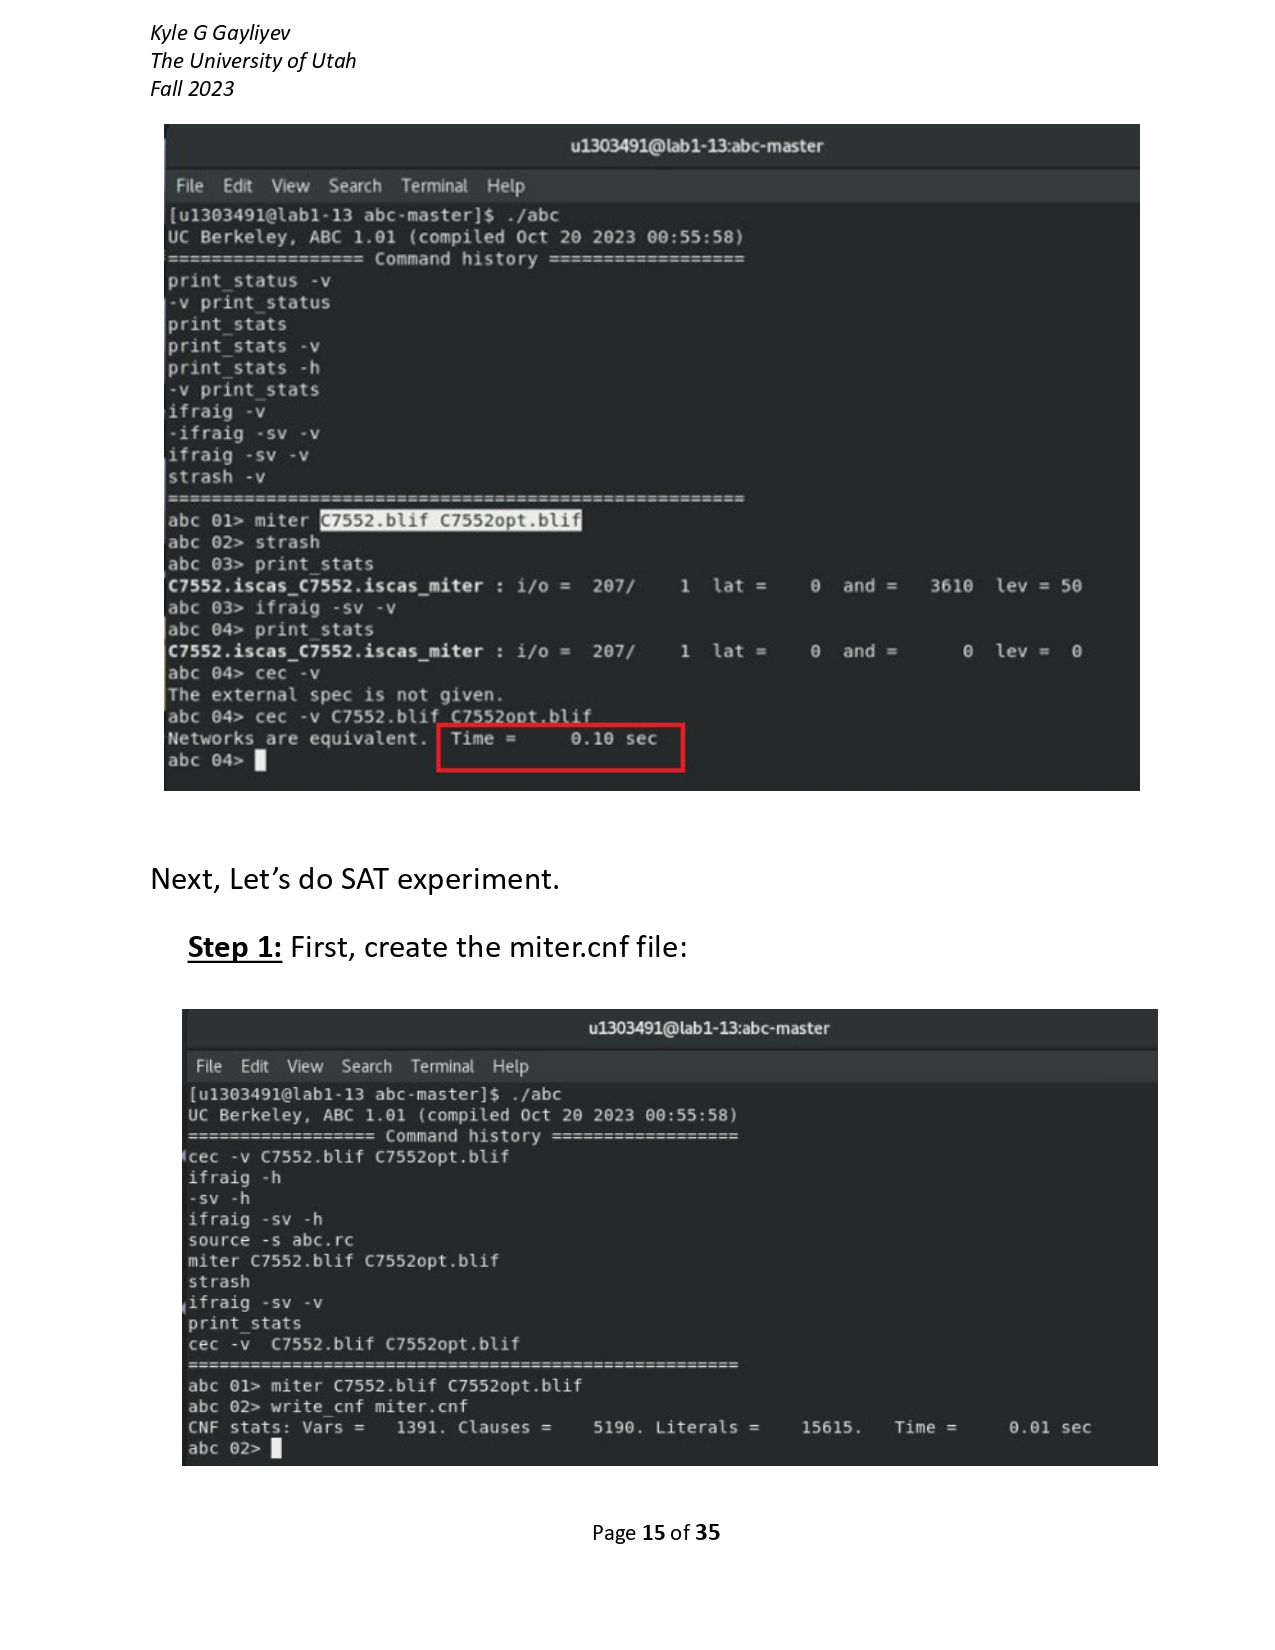 Kyle G Gayliyev
The University of Utah
Fall 2023
u1303491@lab1-13:abc-master
File Edit View Search Terminal Help
[u1303491@lab1-13 abc-master]$ ./abc
UC Berkeley, ABC 1.01 (compiled Oct 20 2023 00:55:58)
================== Command history ==================
print_status -v
-v print_status
print_stats
print_stats -v
print_stats -h
-v print_stats
ifraig -v
-ifraig -sv -v
ifraig -sv -v
strash -v
=====================================================
abc 01> miter C7552.blif C7552opt.blif
abc 02> strash
abc 03> print_stats
C7552.iscas_C7552.iscas_miter : i/o = 207/ 1 lat = 0 and = 3610 lev = 50
abc 03> ifraig -sv -v
abc 04> print_stats
C7552.iscas_C7552.iscas_miter : i/o = 207/ 1 lat = 0 and = 0 lev = 0
abc 04> cec -v
The external spec is not given.
abc 04> cec -v C7552.blif C7552opt.blif
Networks are equivalent. Time = 0.10 sec
abc 04>
Next, Let’s do SAT experiment.
Step 1: First, create the miter.cnf file:
u1303491@lab1-13:abc-master
File Edit View Search Terminal Help
[u1303491@lab1-13 abc-master]$ ./abc
UC Berkeley, ABC 1.01 (compiled Oct 20 2023 00:55:58)
================== Command history ==================
cec -v C7552.blif C7552opt.blif
ifraig -h
-sv -h
ifraig -sv -h
source -s abc.rc
miter C7552.blif C7552opt.blif
strash
ifraig -sv -v
print_stats
cec -v C7552.blif C7552opt.blif
=====================================================
abc 01> miter C7552.blif C7552opt.blif
abc 02> write_cnf miter.cnf
CNF stats: Vars = 1391. Clauses = 5190. Literals = 15615. Time = 0.01 sec
abc 02>
Page 15 of 35